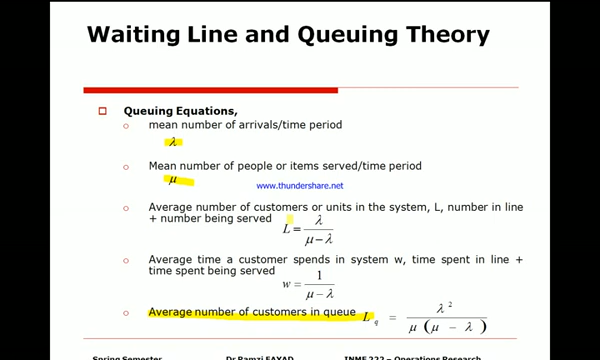 Waiting Line and Queuing Theory
Queuing Equations,
mean number of arrivals/time period
λ
Mean number of people or items served/time period
μ
www.thundershare.net
Average number of customers or units in the system, L, number in line
+ number being served
L = λ / (μ − λ)
Average time a customer spends in system w, time spent in line +
time spent being served
w = 1 / (μ − λ)
Average number of customers in queue L_q = λ² / (μ ( μ − λ ))
Spring Semester Dr Ramzi FAYAD INME 222 – Operations Research